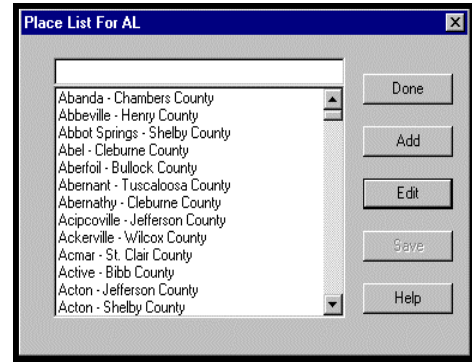 Place List For AL
Abanda - Chambers County
Abbeville - Henry County
Abbot Springs - Shelby County
Abel - Cleburne County
Aberfoil - Bullock County
Abernant - Tuscaloosa County
Abernathy - Cleburne County
Acipcoville - Jefferson County
Ackerville - Wilcox County
Acmar - St. Clair County
Active - Bibb County
Acton - Jefferson County
Acton - Shelby County
Done
Add
Edit
Save
Help